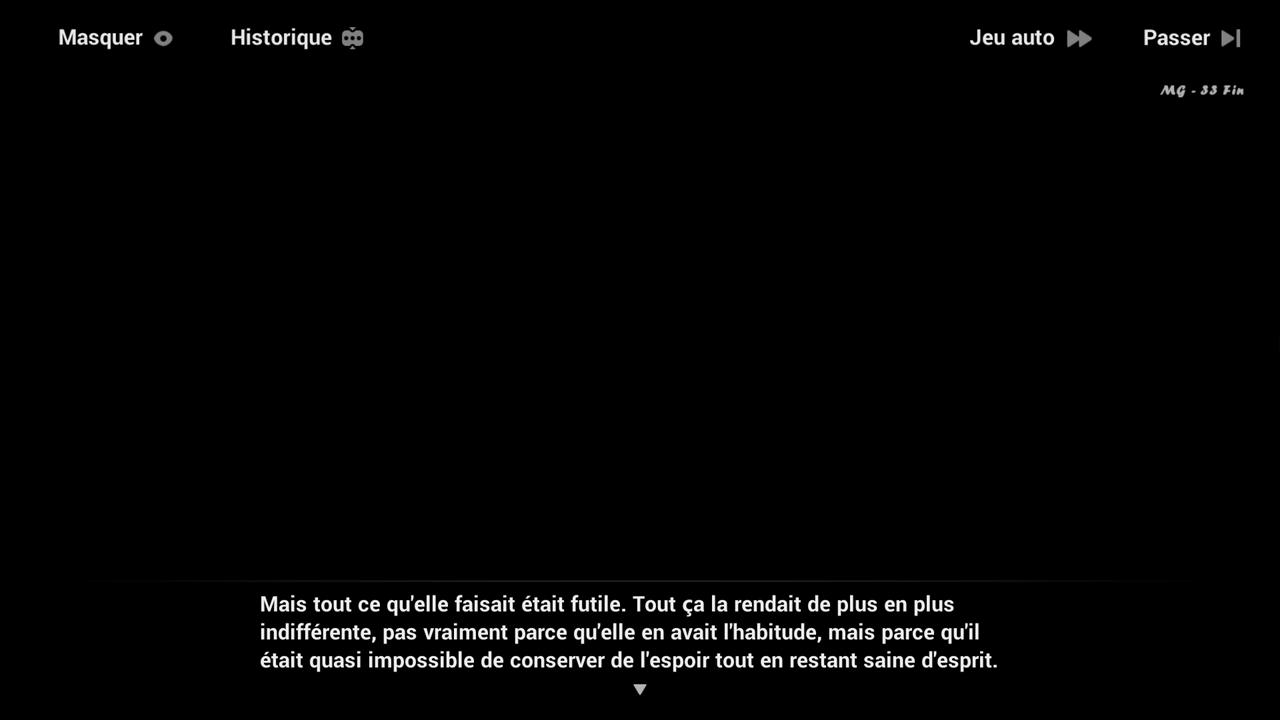 Masquer
Historique
Jeu auto
Passer
MG - 33 Fin
Mais tout ce qu'elle faisait était futile. Tout ça la rendait de plus en plus
indifférente, pas vraiment parce qu'elle en avait l'habitude, mais parce qu'il
était quasi impossible de conserver de l'espoir tout en restant saine d'esprit.